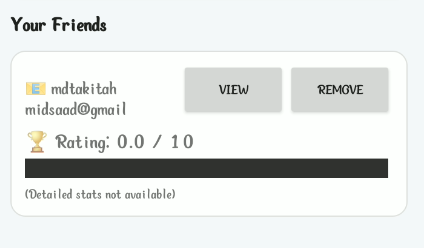 Your Friends
📧 mdtakitah
midsaad@gmail
VIEW
REMOVE
🏆 Rating: 0.0 / 10
(Detailed stats not available)